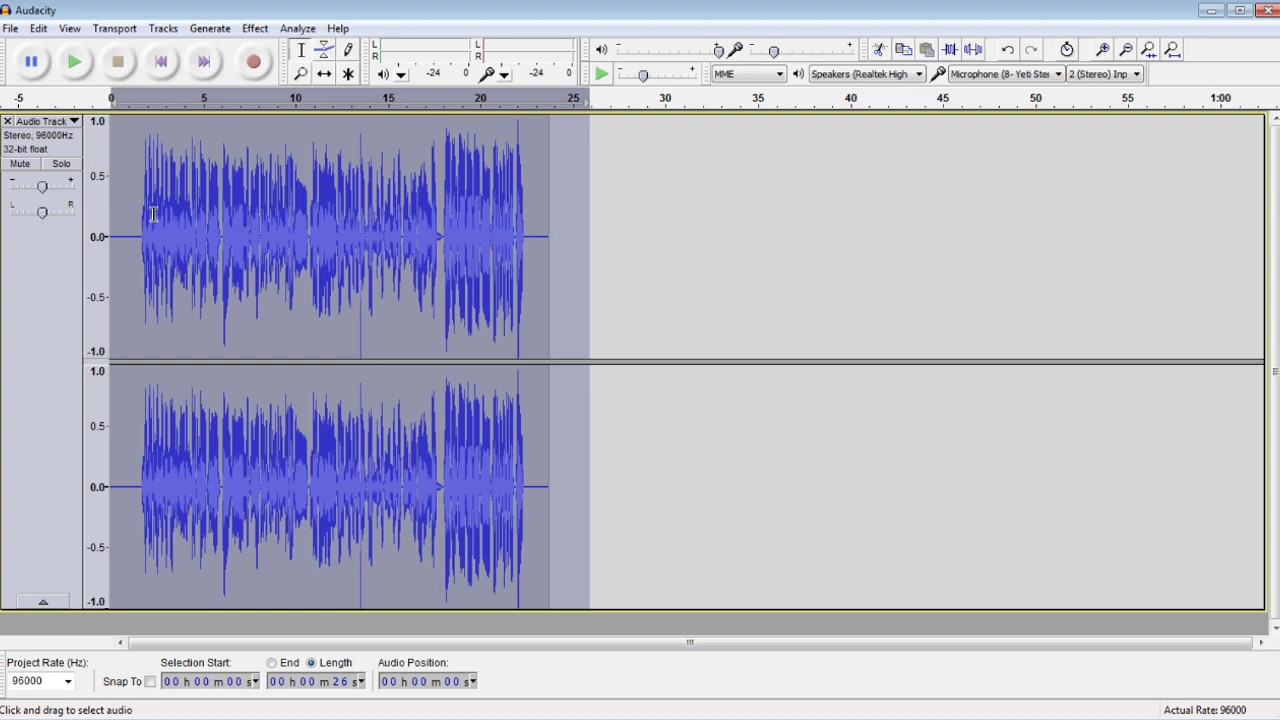 Audacity
File Edit View Transport Tracks Generate Effect Analyze Help
L R -24 0 L R -24 0
MME Speakers (Realtek High Microphone (8- Yeti Ster 2 (Stereo) Inp
-5 0 5 10 15 20 25 30 35 40 45 50 55 1:00
Audio Track
Stereo, 96000Hz
32-bit float
Mute Solo
- +
L R
1.0
0.5
0.0
-0.5
-1.0
1.0
0.5
0.0
-0.5
-1.0
Project Rate (Hz): Selection Start: End Length Audio Position:
96000 Snap To 00 h 00 m 00 s 00 h 00 m 26 s 00 h 00 m 00 s
Click and drag to select audio Actual Rate: 96000